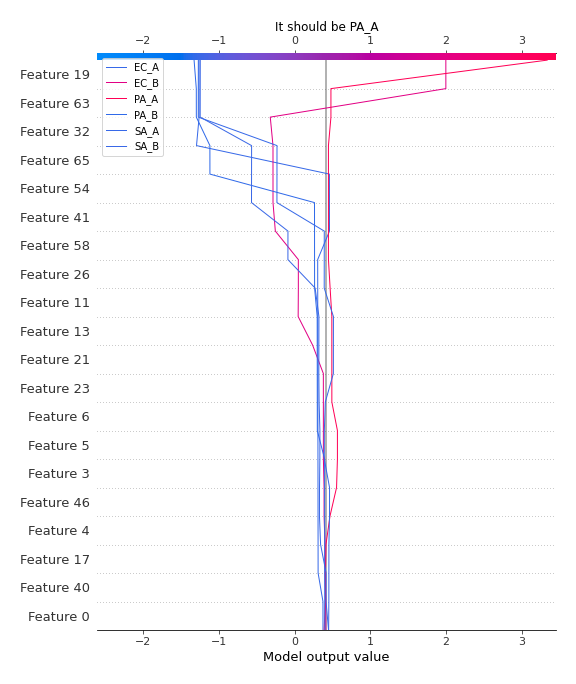 It should be PA_A
−2 −1 0 1 2 3
EC_A
EC_B
PA_A
PA_B
SA_A
SA_B
Feature 19
Feature 63
Feature 32
Feature 65
Feature 54
Feature 41
Feature 58
Feature 26
Feature 11
Feature 13
Feature 21
Feature 23
Feature 6
Feature 5
Feature 3
Feature 46
Feature 4
Feature 17
Feature 40
Feature 0
−2 −1 0 1 2 3
Model output value